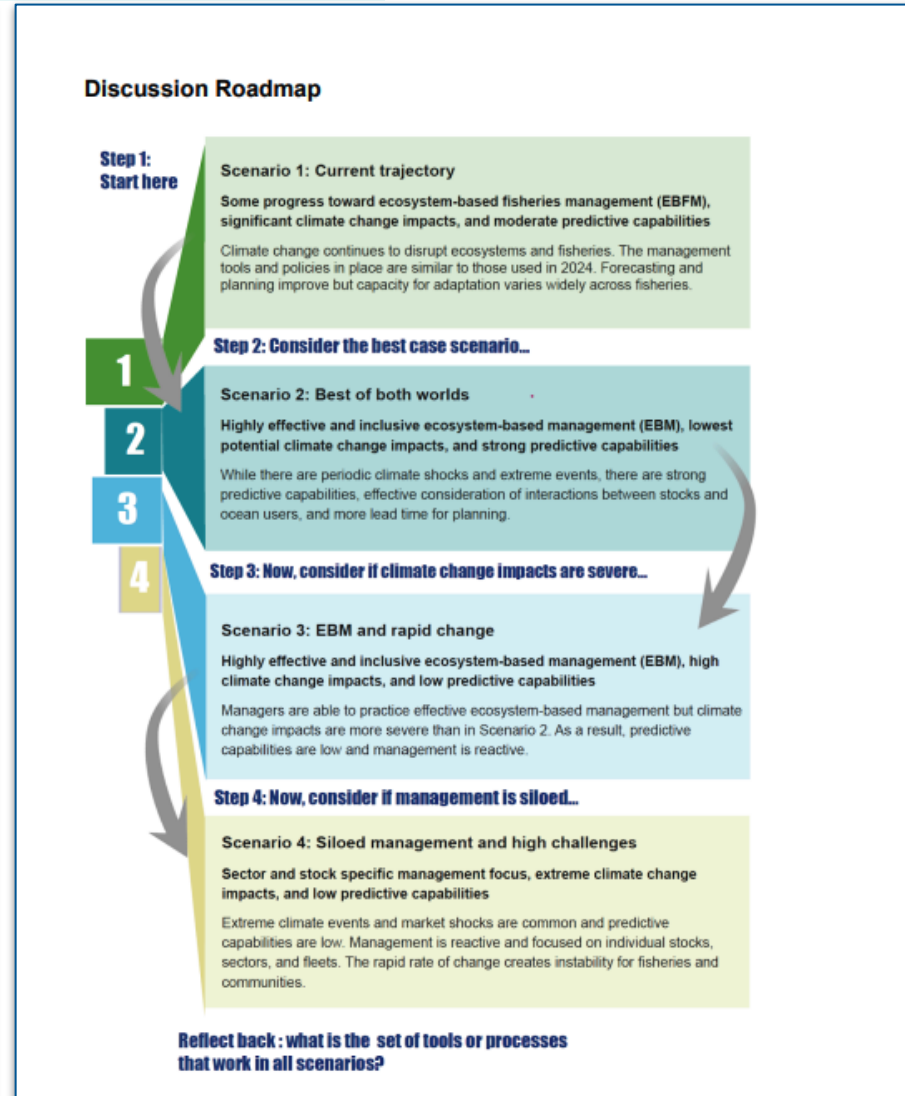 Discussion Roadmap
Step 1:
Start here
Scenario 1: Current trajectory
Some progress toward ecosystem-based fisheries management (EBFM),
significant climate change impacts, and moderate predictive capabilities
Climate change continues to disrupt ecosystems and fisheries. The management
tools and policies in place are similar to those used in 2024. Forecasting and
planning improve but capacity for adaptation varies widely across fisheries.
1
Step 2: Consider the best case scenario...
2
Scenario 2: Best of both worlds
Highly effective and inclusive ecosystem-based management (EBM), lowest
potential climate change impacts, and strong predictive capabilities
While there are periodic climate shocks and extreme events, there are strong
predictive capabilities, effective consideration of interactions between stocks and
ocean users, and more lead time for planning.
3
Step 3: Now, consider if climate change impacts are severe...
4
Scenario 3: EBM and rapid change
Highly effective and inclusive ecosystem-based management (EBM), high
climate change impacts, and low predictive capabilities
Managers are able to practice effective ecosystem-based management but climate
change impacts are more severe than in Scenario 2. As a result, predictive
capabilities are low and management is reactive.
Step 4: Now, consider if management is siloed...
Scenario 4: Siloed management and high challenges
Sector and stock specific management focus, extreme climate change
impacts, and low predictive capabilities
Extreme climate events and market shocks are common and predictive
capabilities are low. Management is reactive and focused on individual stocks,
sectors, and fleets. The rapid rate of change creates instability for fisheries and
communities.
Reflect back : what is the set of tools or processes
that work in all scenarios?